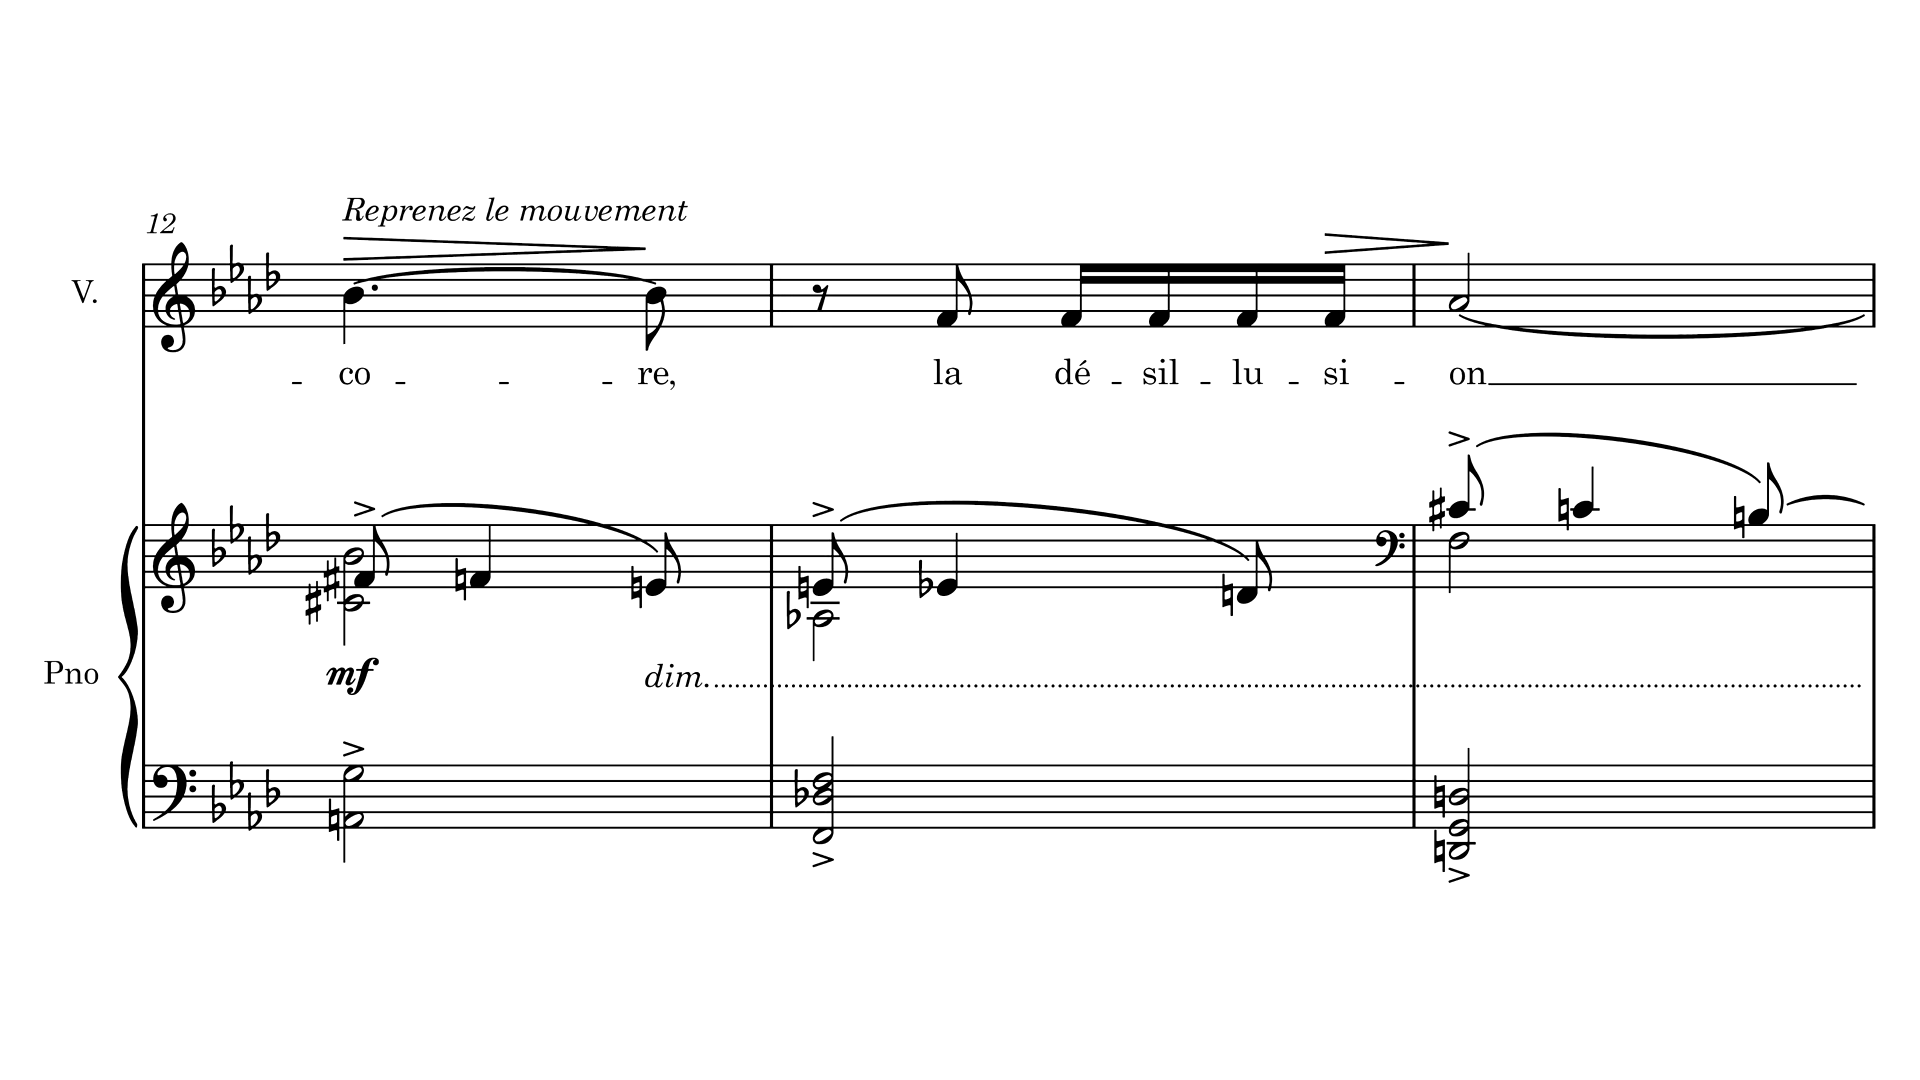 Reprenez le mouvement
12
V.
- co - - - re, la dé - sil - lu - si - on
Pno
mf dim.